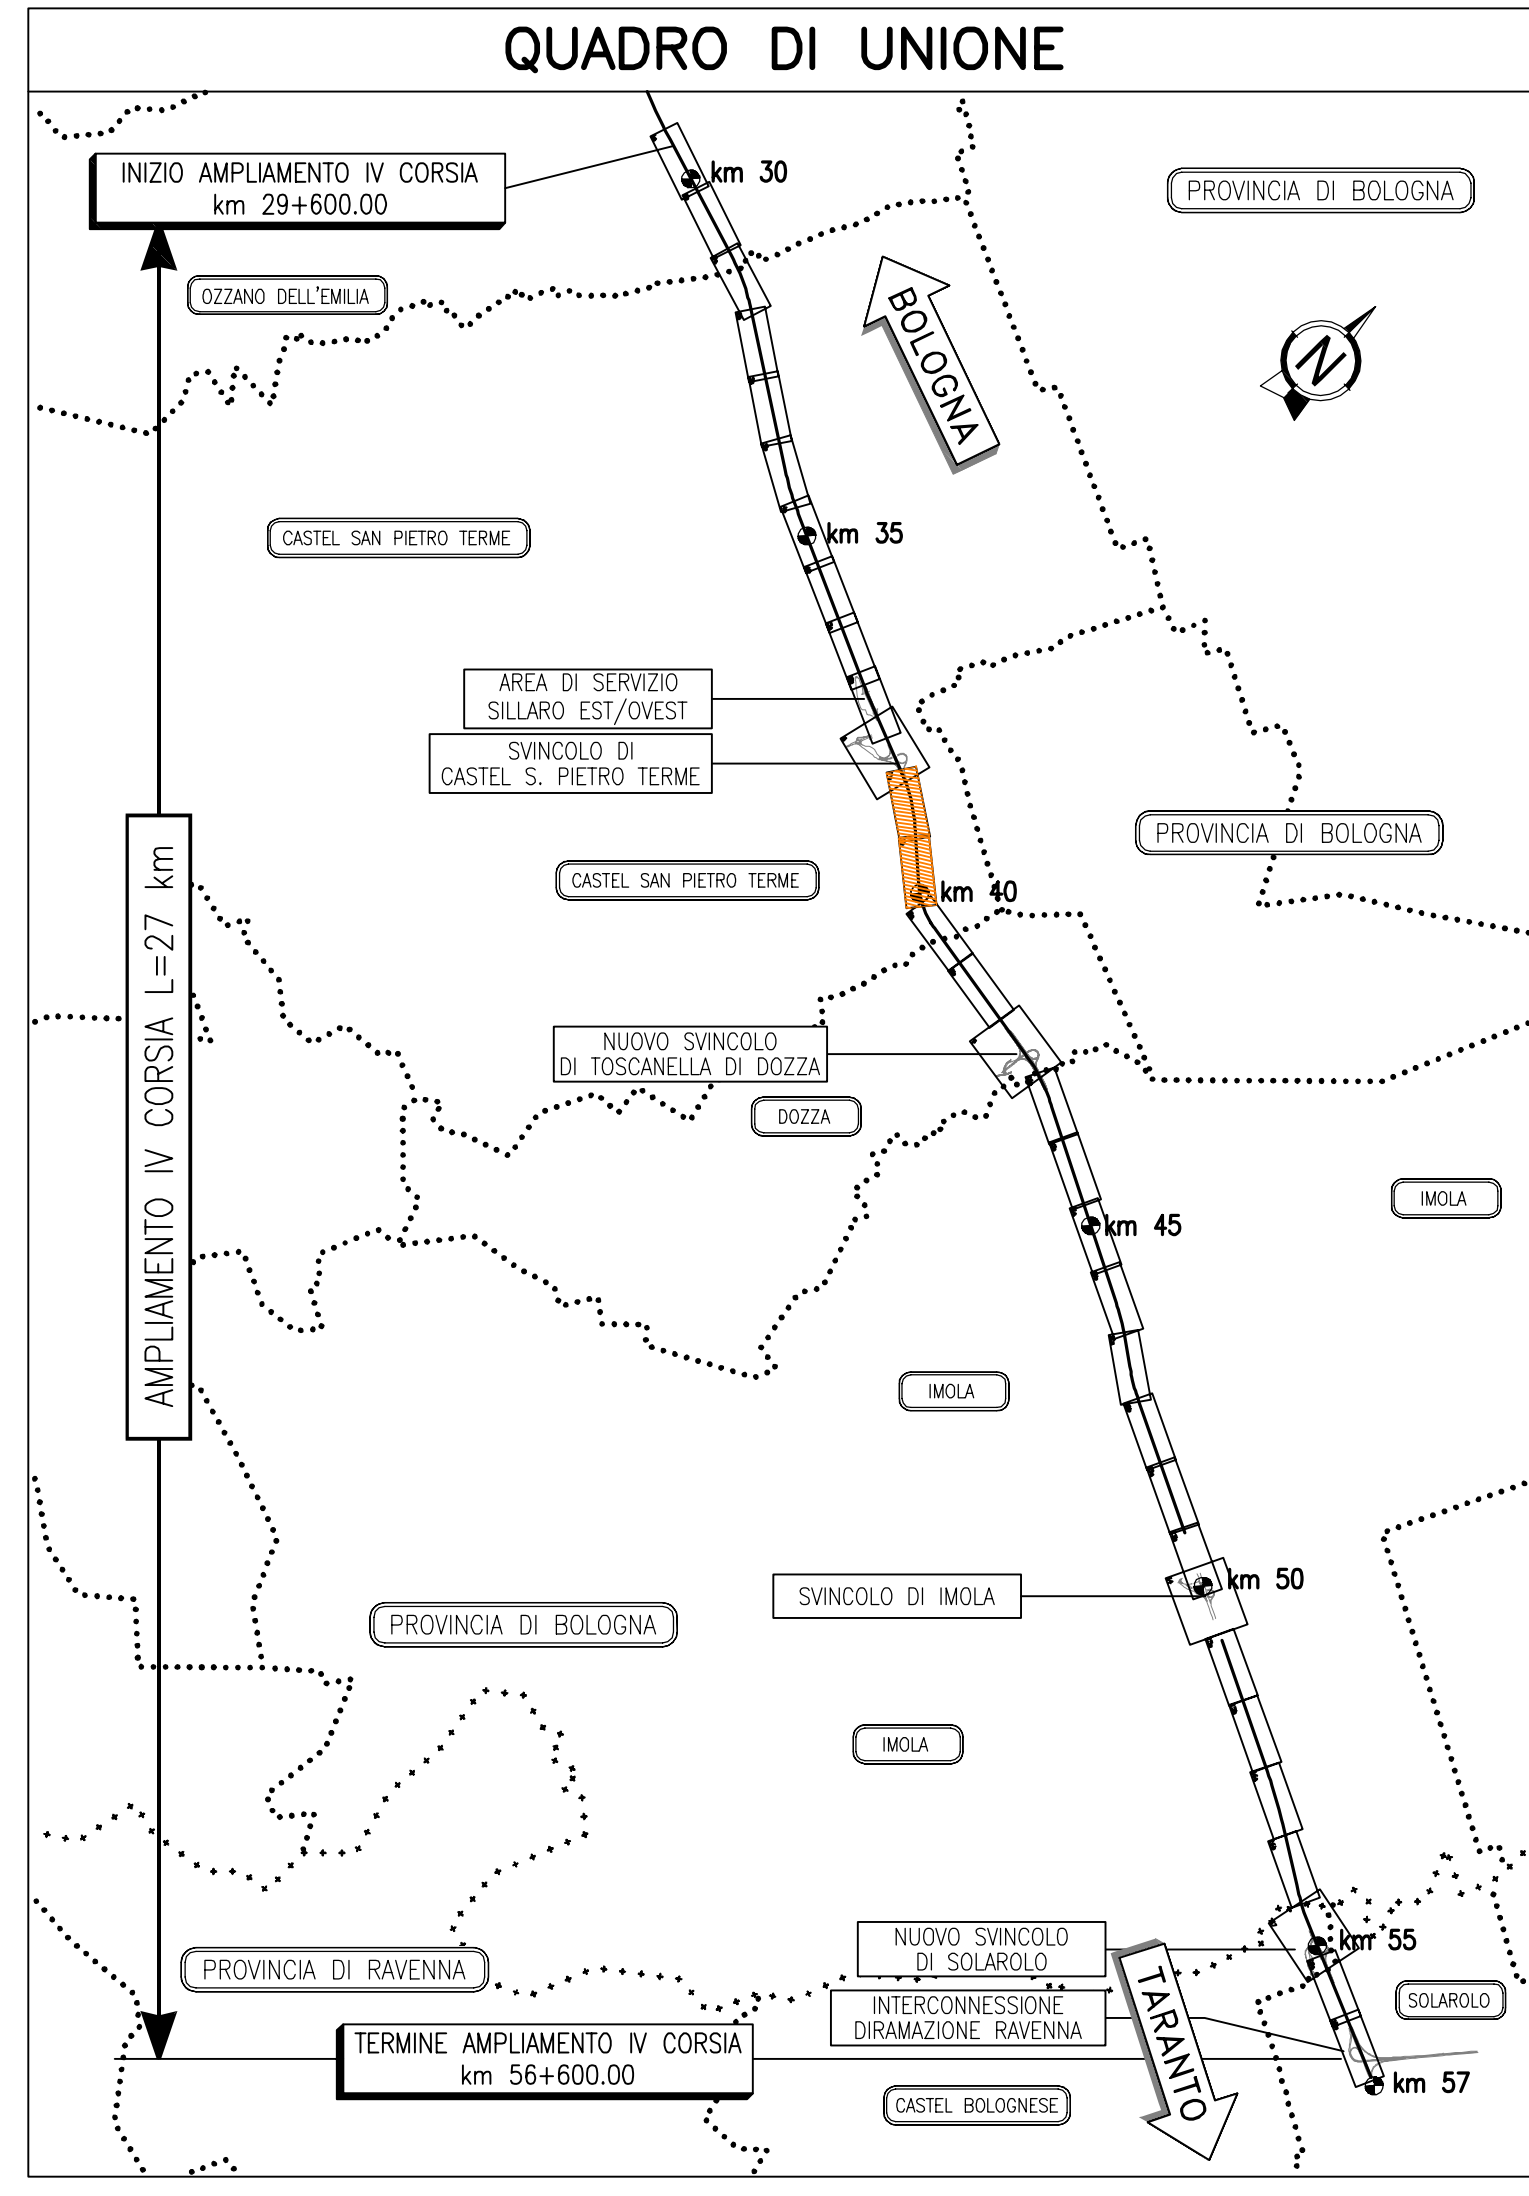 QUADRO DI UNIONE
INIZIO AMPLIAMENTO IV CORSIA
km 29+600.00
km 30
PROVINCIA DI BOLOGNA
OZZANO DELL'EMILIA
BOLOGNA
N
CASTEL SAN PIETRO TERME
km 35
AREA DI SERVIZIO
SILLARO EST/OVEST
SVINCOLO DI
CASTEL S. PIETRO TERME
PROVINCIA DI BOLOGNA
CASTEL SAN PIETRO TERME
km 40
AMPLIAMENTO IV CORSIA L=27 km
NUOVO SVINCOLO
DI TOSCANELLA DI DOZZA
DOZZA
IMOLA
km 45
IMOLA
SVINCOLO DI IMOLA
km 50
PROVINCIA DI BOLOGNA
IMOLA
NUOVO SVINCOLO
DI SOLAROLO
km 55
PROVINCIA DI RAVENNA
INTERCONNESSIONE
DIRAMAZIONE RAVENNA
SOLAROLO
TARANTO
TERMINE AMPLIAMENTO IV CORSIA
km 56+600.00
km 57
CASTEL BOLOGNESE